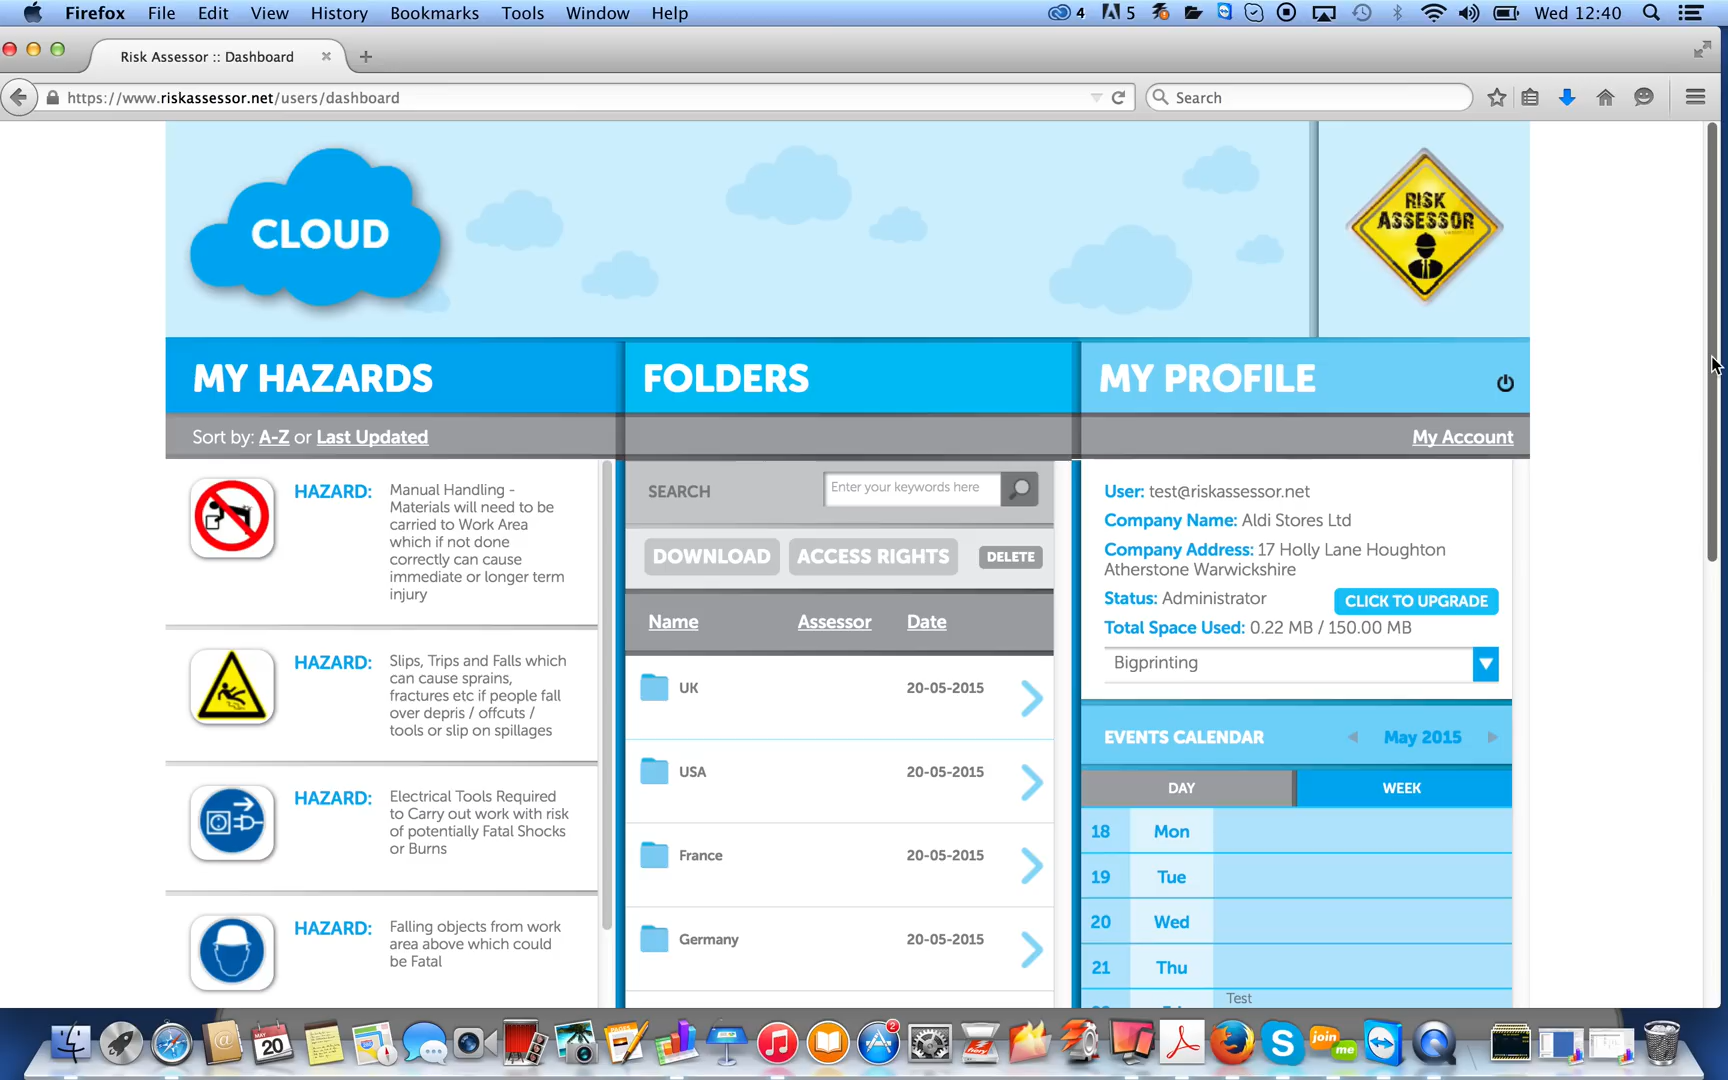 Firefox File Edit View History Bookmarks Tools Window Help 4 5 Wed 12:40
Risk Assessor :: Dashboard
https://www.riskassessor.net/users/dashboard
Search
CLOUD
RISK
ASSESSOR
MY HAZARDS
Sort by: A-Z or Last Updated
HAZARD:
Manual Handling -
Materials will need to be
carried to Work Area
which if not done
correctly can cause
immediate or longer term
injury
HAZARD:
Slips, Trips and Falls which
can cause sprains,
fractures etc if people fall
over depris / offcuts /
tools or slip on spillages
HAZARD:
Electrical Tools Required
to Carry out work with risk
of potentially Fatal Shocks
or Burns
HAZARD:
Falling objects from work
area above which could
be Fatal
FOLDERS
SEARCH Enter your keywords here
DOWNLOAD ACCESS RIGHTS DELETE
Name Assessor Date
UK 20-05-2015
USA 20-05-2015
France 20-05-2015
Germany 20-05-2015
MY PROFILE
My Account
User: test@riskassessor.net
Company Name: Aldi Stores Ltd
Company Address: 17 Holly Lane Houghton
Atherstone Warwickshire
Status: Administrator CLICK TO UPGRADE
Total Space Used: 0.22 MB / 150.00 MB
Bigprinting
EVENTS CALENDAR May 2015
DAY WEEK
18 Mon
19 Tue
20 Wed
21 Thu
Test
MAY
20
2
join
me